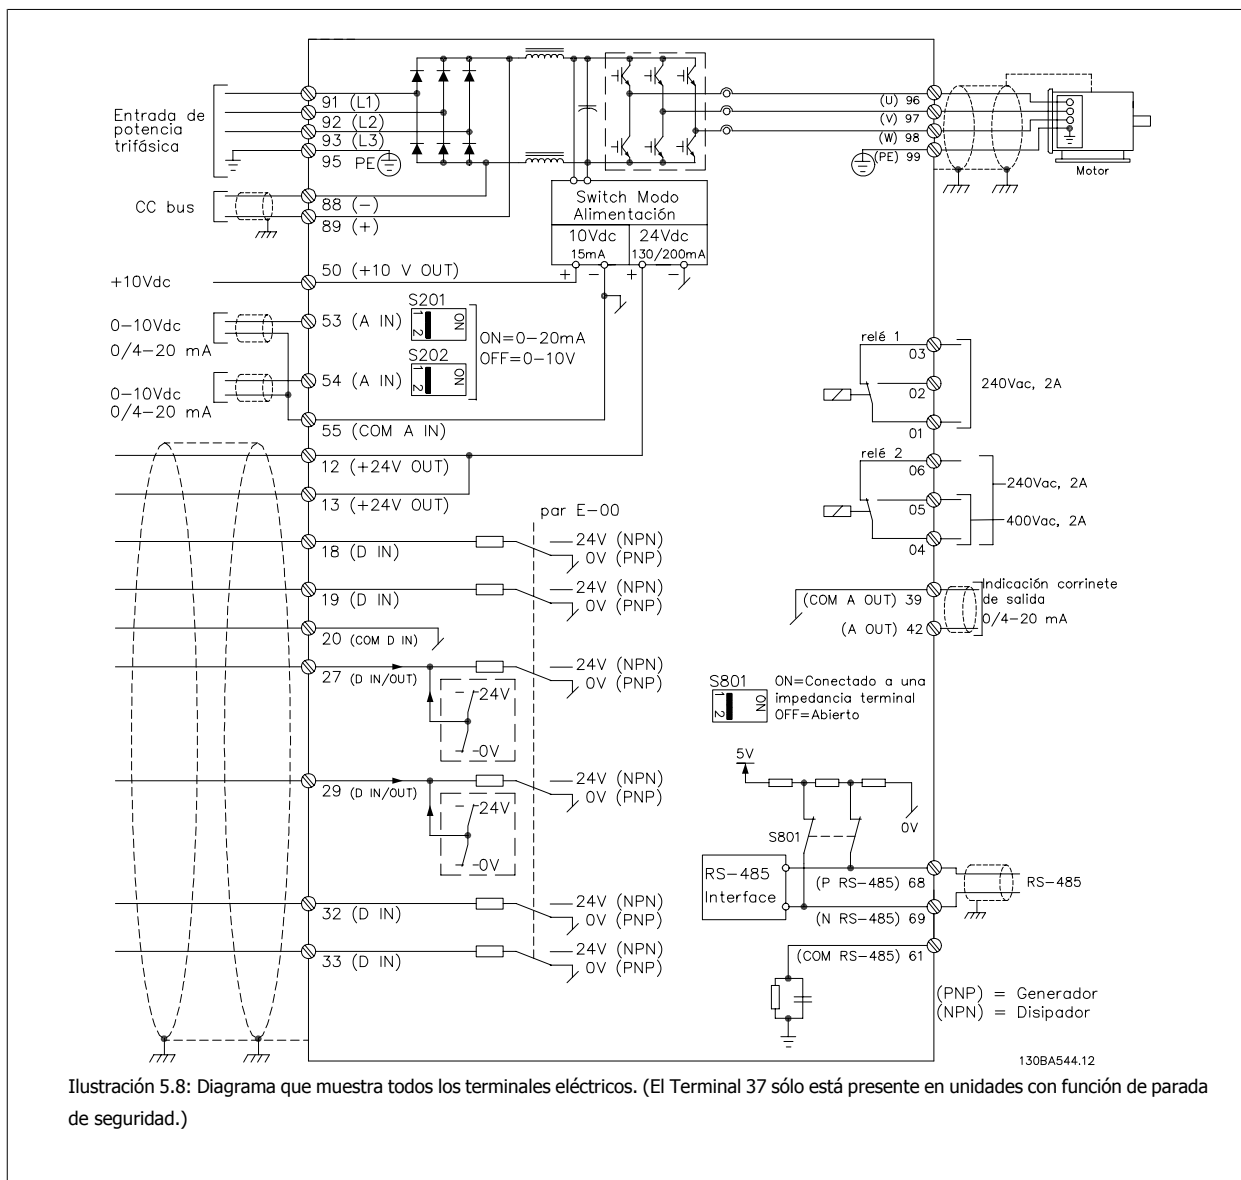 Entrada de
potencia
trifásica
91 (L1)
92 (L2)
93 (L3)
95 PE
CC bus
88 (−)
89 (+)
Switch Modo
Alimentación
10Vdc
15mA
24Vdc
130/200mA
+ − + −
+10Vdc
50 (+10 V OUT)
0−10Vdc
0/4−20 mA
53 (A IN)
S201
1 2
ON
S202
1 2
ON
ON=0−20mA
OFF=0−10V
0−10Vdc
0/4−20 mA
54 (A IN)
55 (COM A IN)
12 (+24V OUT)
13 (+24V OUT)
par E−00
18 (D IN)
24V (NPN)
0V (PNP)
19 (D IN)
24V (NPN)
0V (PNP)
20 (COM D IN)
27 (D IN/OUT)
24V (NPN)
0V (PNP)
24V
0V
29 (D IN/OUT)
24V (NPN)
0V (PNP)
24V
0V
32 (D IN)
24V (NPN)
0V (PNP)
33 (D IN)
24V (NPN)
0V (PNP)
(U) 96
(V) 97
(W) 98
(PE) 99
Motor
relé 1
03
02
01
240Vac, 2A
relé 2
06
05
04
240Vac, 2A
400Vac, 2A
(COM A OUT) 39
(A OUT) 42
Indicación corrinete
de salida
0/4−20 mA
S801
1 2
ON
ON=Conectado a una
impedancia terminal
OFF=Abierto
5V
0V
S801
RS−485
Interface
(P RS−485) 68
(N RS−485) 69
(COM RS−485) 61
RS−485
(PNP) = Generador
(NPN) = Disipador
130BA544.12
Ilustración 5.8: Diagrama que muestra todos los terminales eléctricos. (El Terminal 37 sólo está presente en unidades con función de parada
de seguridad.)